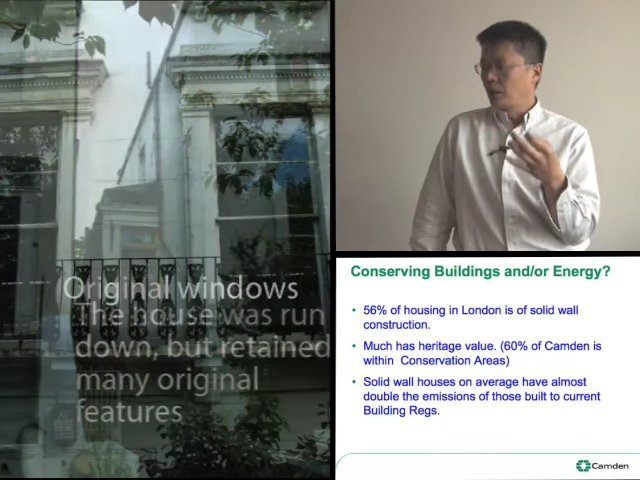 Original windows
The house was run
down, but retained
many original
features
Conserving Buildings and/or Energy?
• 56% of housing in London is of solid wall
construction.
• Much has heritage value. (60% of Camden is
within Conservation Areas)
• Solid wall houses on average have almost
double the emissions of those built to current
Building Regs.
Camden